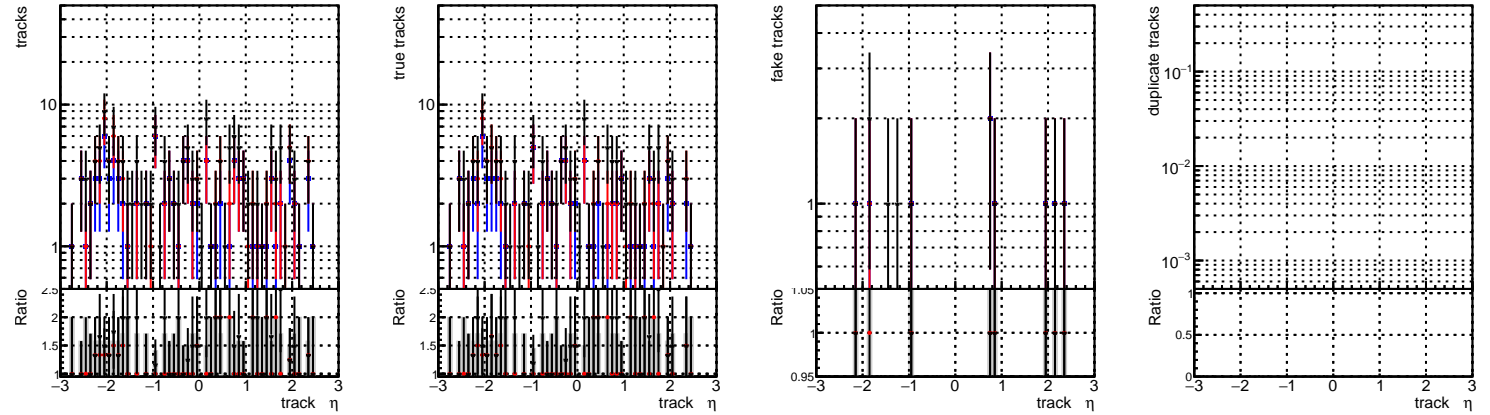 tracks
10
1
Ratio
2.5
2
1.5
1
−3 −2 −1 0 1 2 3
track η
true tracks
10
1
Ratio
2.5
2
1.5
1
−3 −2 −1 0 1 2 3
track η
fake tracks
1
Ratio
1.05
1
0.95
−3 −2 −1 0 1 2 3
track η
duplicate tracks
10−1
10−2
10−3
Ratio
1
0.5
0
−3 −2 −1 0 1 2 3
track η